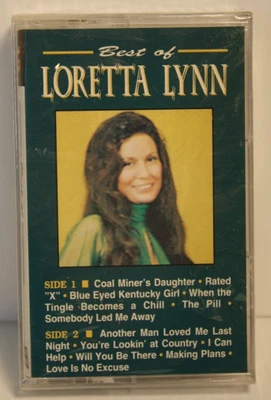 Best of
LORETTA LYNN
SIDE 1 ■ Coal Miner's Daughter • Rated
"X" • Blue Eyed Kentucky Girl • When the
Tingle Becomes a Chill • The Pill •
Somebody Led Me Away
SIDE 2 ■ Another Man Loved Me Last
Night • You're Lookin' at Country • I Can
Help • Will You Be There • Making Plans •
Love Is No Excuse